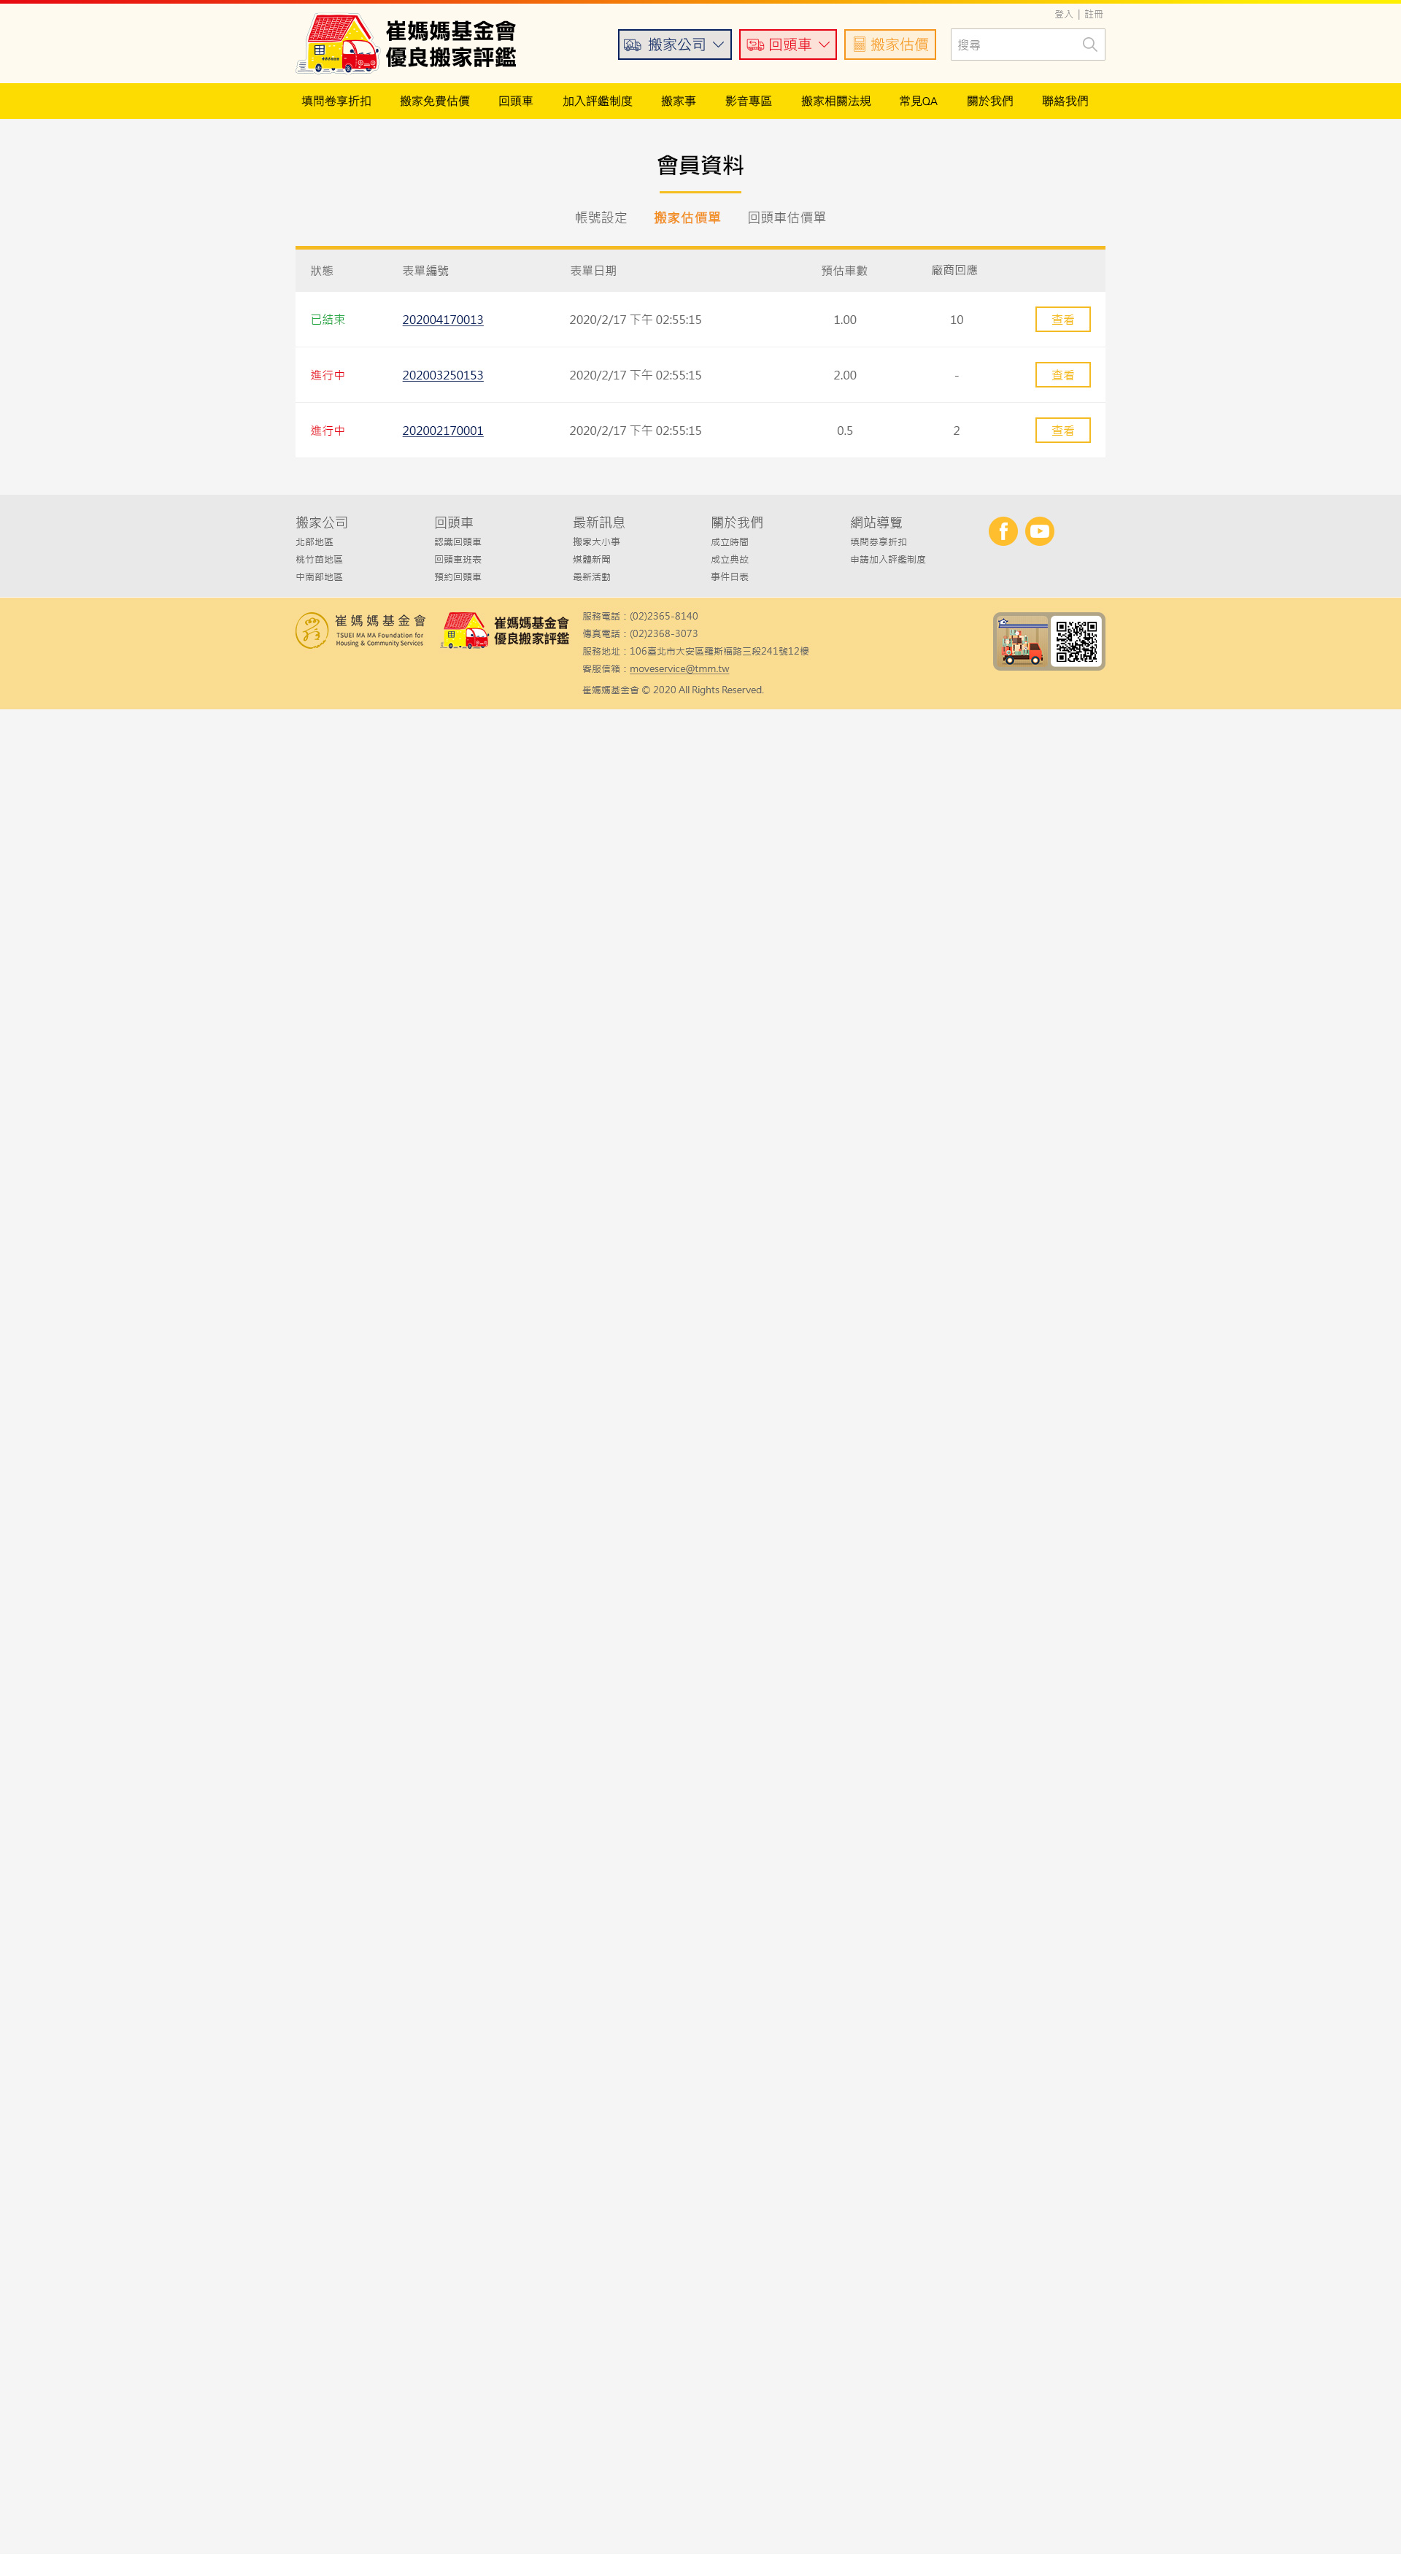 登入 | 註冊
崔媽媽基金會
優良搬家評鑑
搬家公司 回頭車 搬家估價 搜尋
填問卷享折扣 搬家免費估價 回頭車 加入評鑑制度 搬家事 影音專區 搬家相關法規 常見QA 關於我們 聯絡我們
會員資料
帳號設定 搬家估價單 回頭車估價單
狀態 表單編號 表單日期 預估車數 廠商回應
已結束 202004170013 2020/2/17 下午 02:55:15 1.00 10 查看
進行中 202003250153 2020/2/17 下午 02:55:15 2.00 - 查看
進行中 202002170001 2020/2/17 下午 02:55:15 0.5 2 查看
搬家公司 回頭車 最新訊息 關於我們 網站導覽
北部地區 認識回頭車 搬家大小事 成立時間 填問券享折扣
桃竹苗地區 回頭車班表 媒體新聞 成立典故 申請加入評鑑制度
中南部地區 預約回頭車 最新活動 事件日表
崔媽媽基金會
TSUEI MA MA Foundation for
Housing & Community Services
崔媽媽基金會
優良搬家評鑑
服務電話：(02)2365-8140
傳真電話：(02)2368-3073
服務地址：106臺北市大安區羅斯福路三段241號12樓
客服信箱：moveservice@tmm.tw
崔媽媽基金會 © 2020 All Rights Reserved.